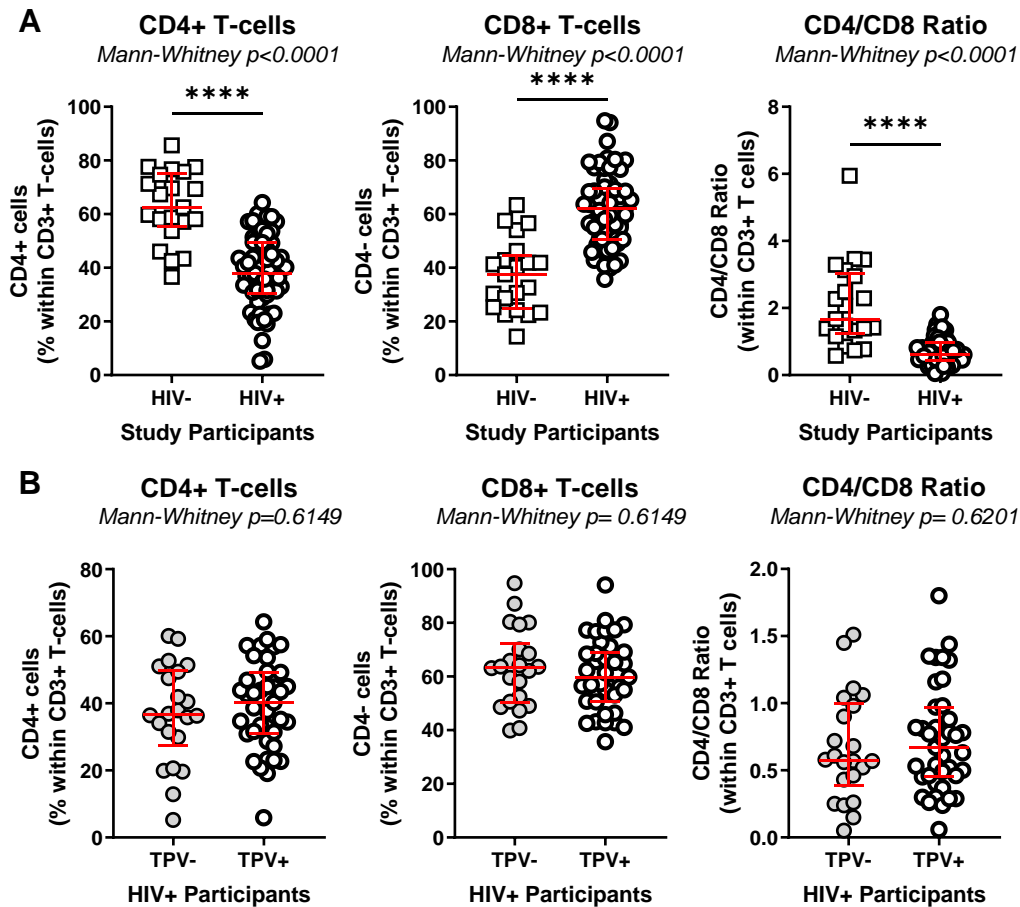 A
CD4+ T-cells
Mann-Whitney p<0.0001
****
CD4+ cells
(% within CD3+ T-cells)
100
80
60
40
20
0
HIV-
HIV+
Study Participants
CD8+ T-cells
Mann-Whitney p<0.0001
****
CD4- cells
(% within CD3+ T-cells)
100
80
60
40
20
0
HIV-
HIV+
Study Participants
CD4/CD8 Ratio
Mann-Whitney p<0.0001
****
CD4/CD8 Ratio
(within CD3+ T cells)
8
6
4
2
0
HIV-
HIV+
Study Participants
B
CD4+ T-cells
Mann-Whitney p=0.6149
CD4+ cells
(% within CD3+ T-cells)
80
60
40
20
0
TPV-
TPV+
HIV+ Participants
CD8+ T-cells
Mann-Whitney p= 0.6149
CD4- cells
(% within CD3+ T-cells)
100
80
60
40
20
0
TPV-
TPV+
HIV+ Participants
CD4/CD8 Ratio
Mann-Whitney p= 0.6201
CD4/CD8 Ratio
(within CD3+ T cells)
2.0
1.5
1.0
0.5
0.0
TPV-
TPV+
HIV+ Participants